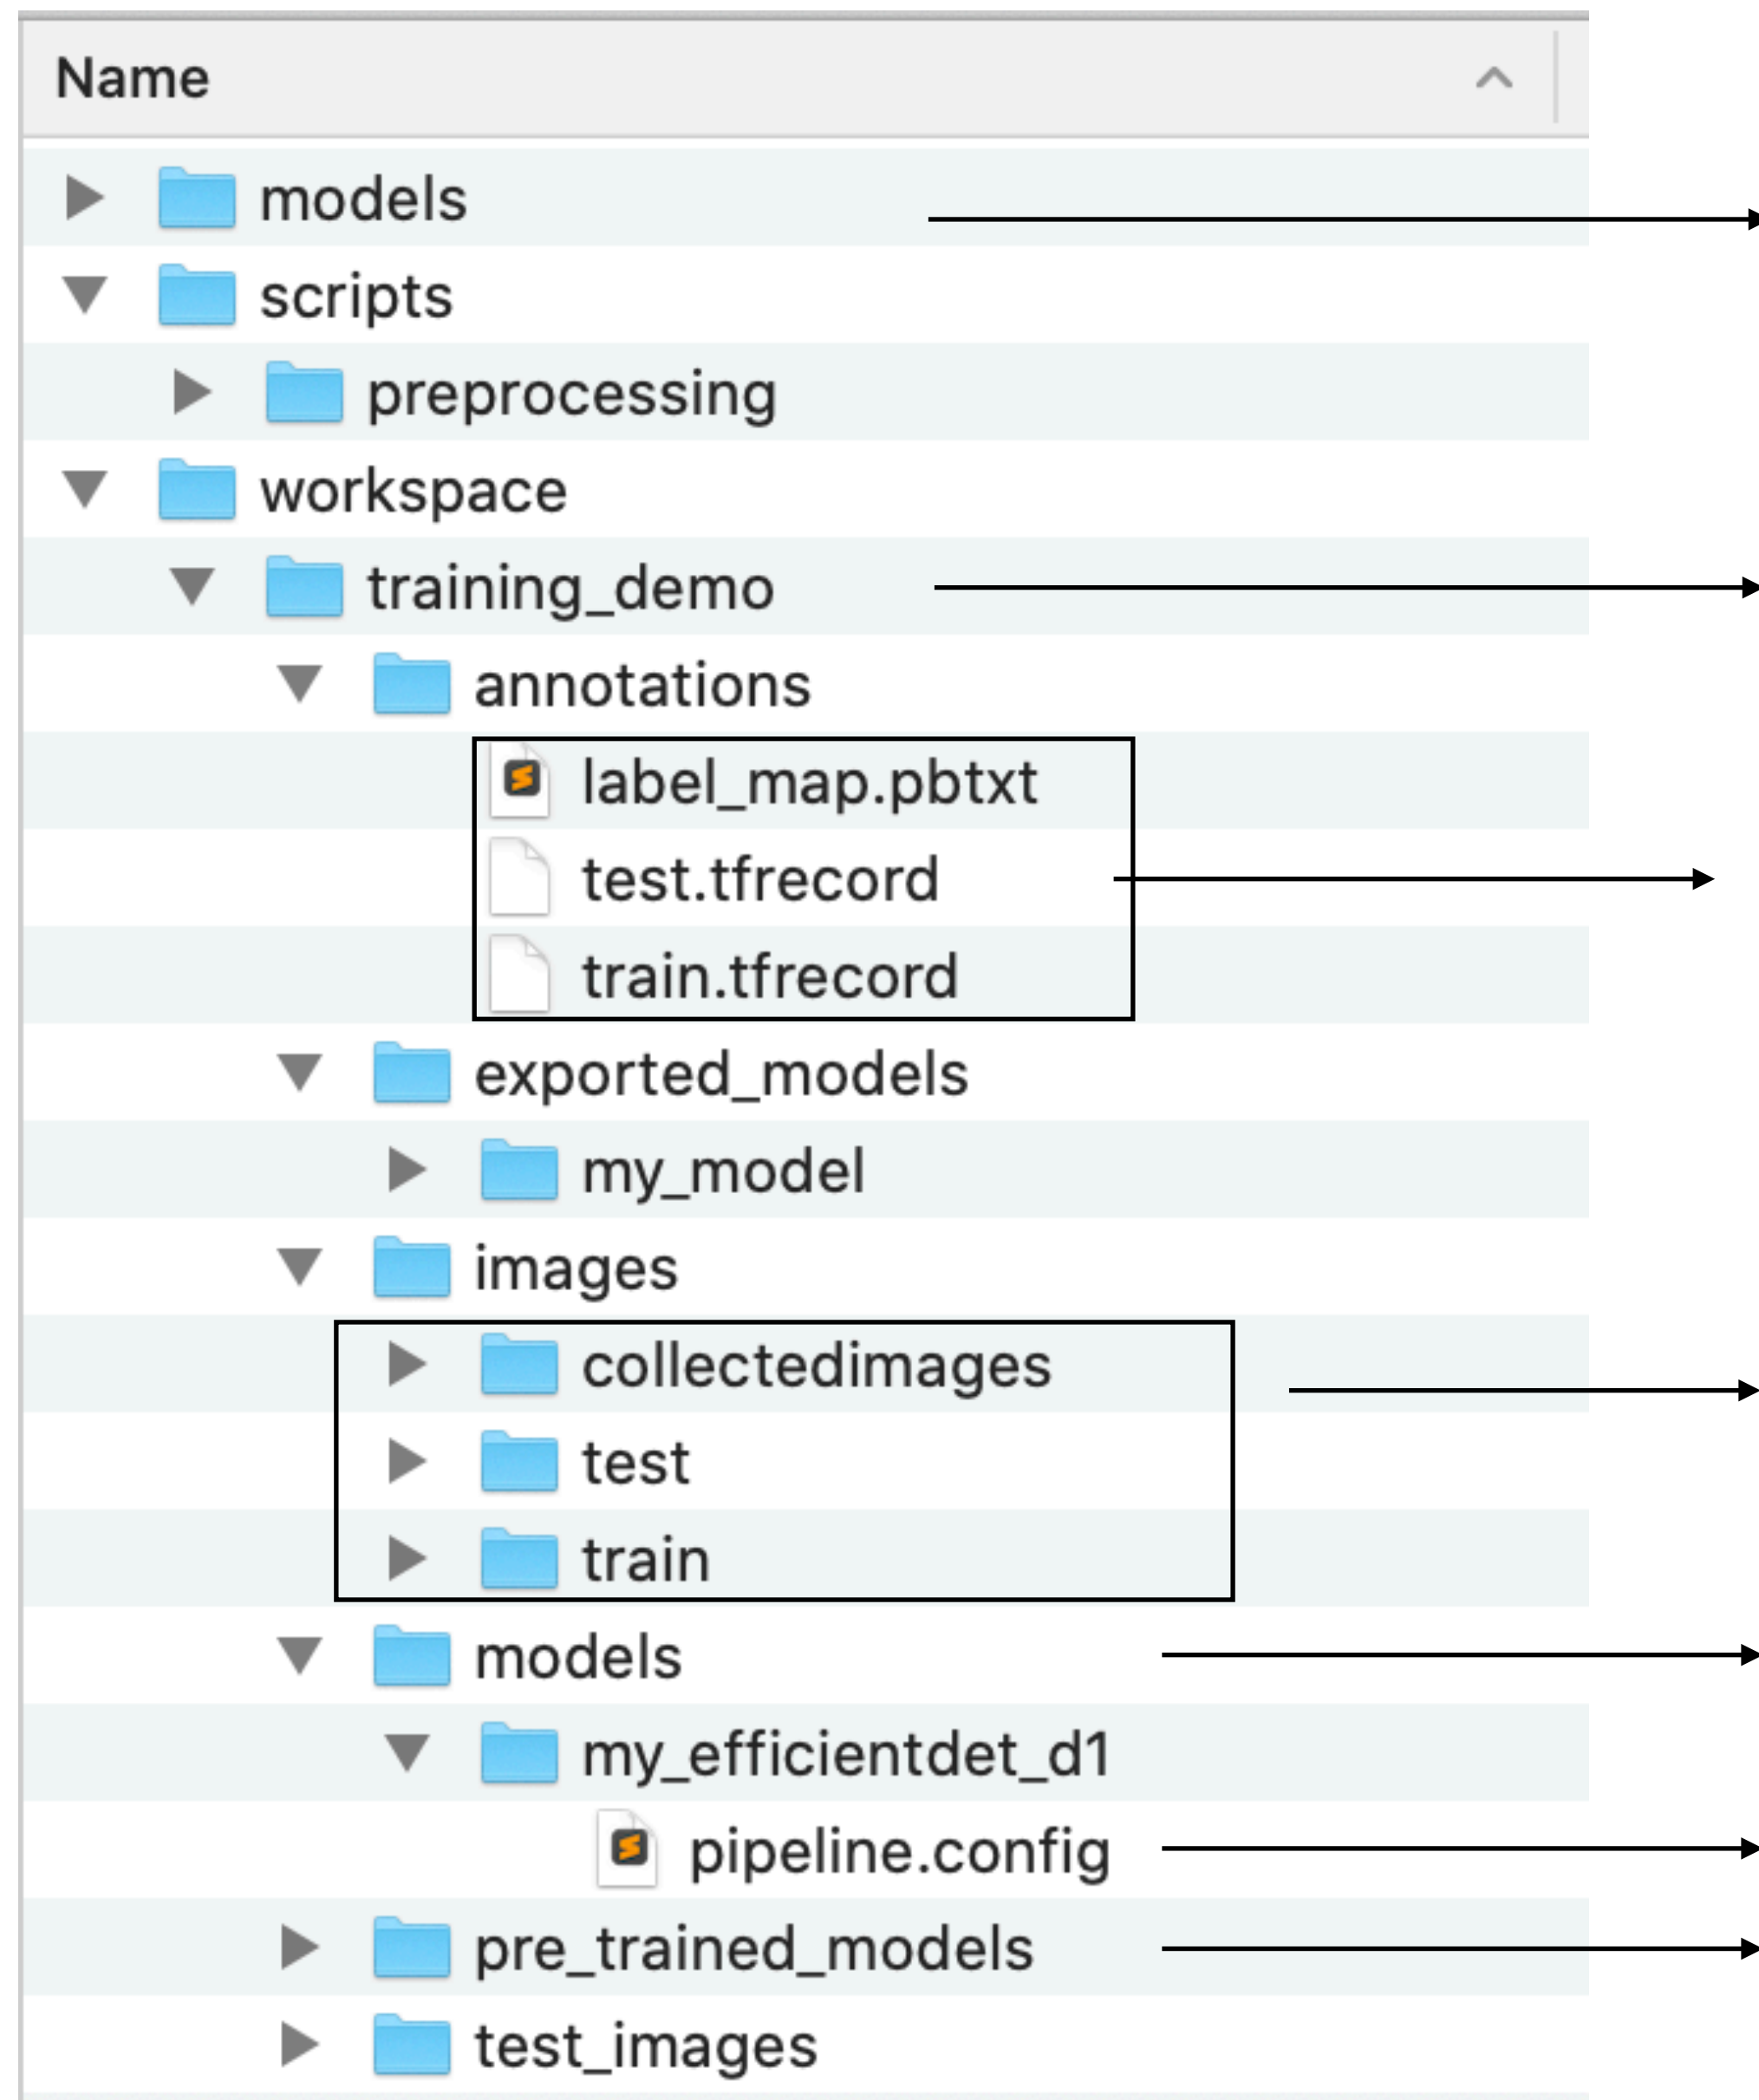 Name
models
scripts
preprocessing
workspace
training_demo
annotations
label_map.pbtxt
test.tfrecord
train.tfrecord
exported_models
my_model
images
collectedimages
test
train
models
my_efficientdet_d1
pipeline.config
pre_trained_models
test_images